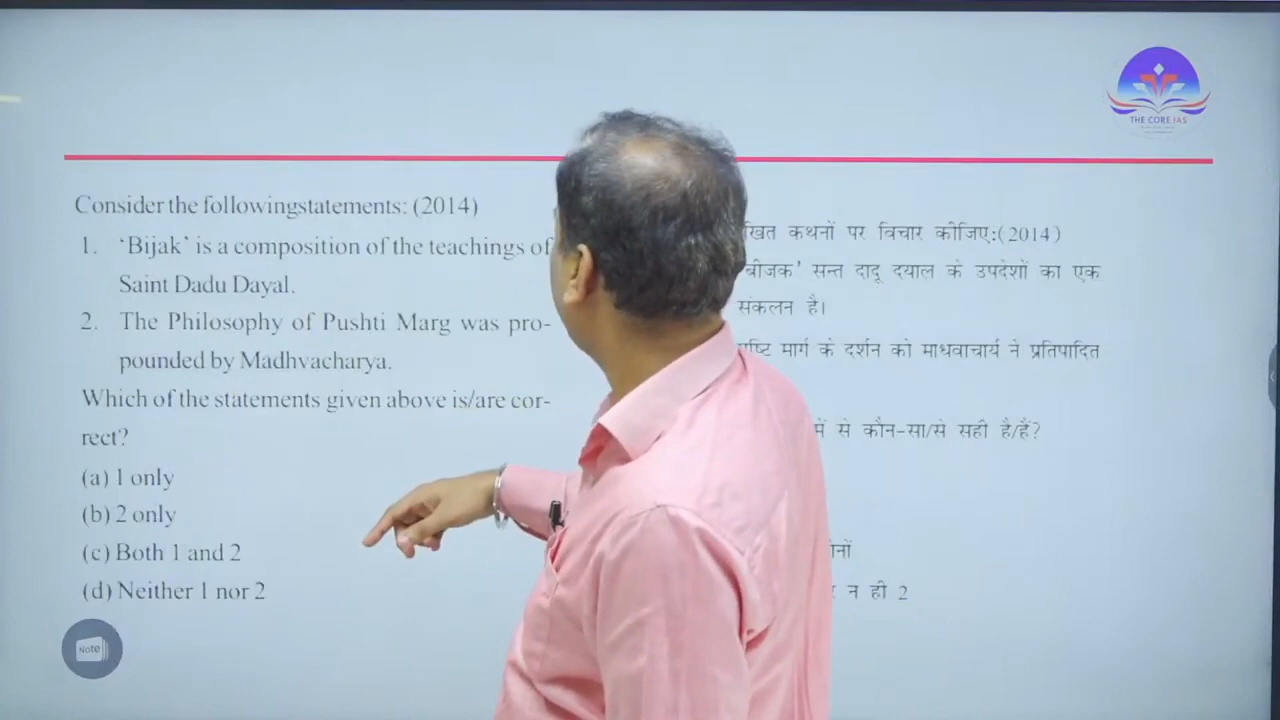 THE CORE IAS
Consider the followingstatements: (2014)
1. ‘Bijak’ is a composition of the teachings of
Saint Dadu Dayal.
2. The Philosophy of Pushti Marg was pro-
pounded by Madhvacharya.
Which of the statements given above is/are cor-
rect?
(a) 1 only
(b) 2 only
(c) Both 1 and 2
(d) Neither 1 nor 2
Note
कथनों पर विचार कीजिए:(2014)
बीजक’ सन्त दादू दयाल के उपदेशों का एक
संकलन है।
मार्ग के दर्शन को माधवाचार्य ने प्रतिपादित
में से कौन-सा/से सही है/हैं?
न ही 2